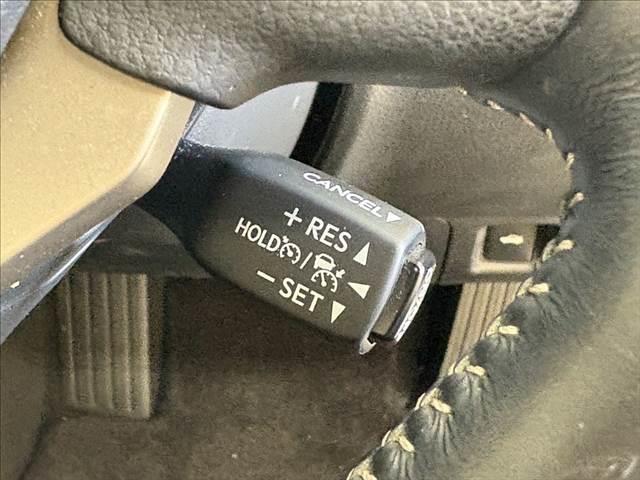 CANCEL▼
+ RES ▲
HOLD / ◀
− SET ▼